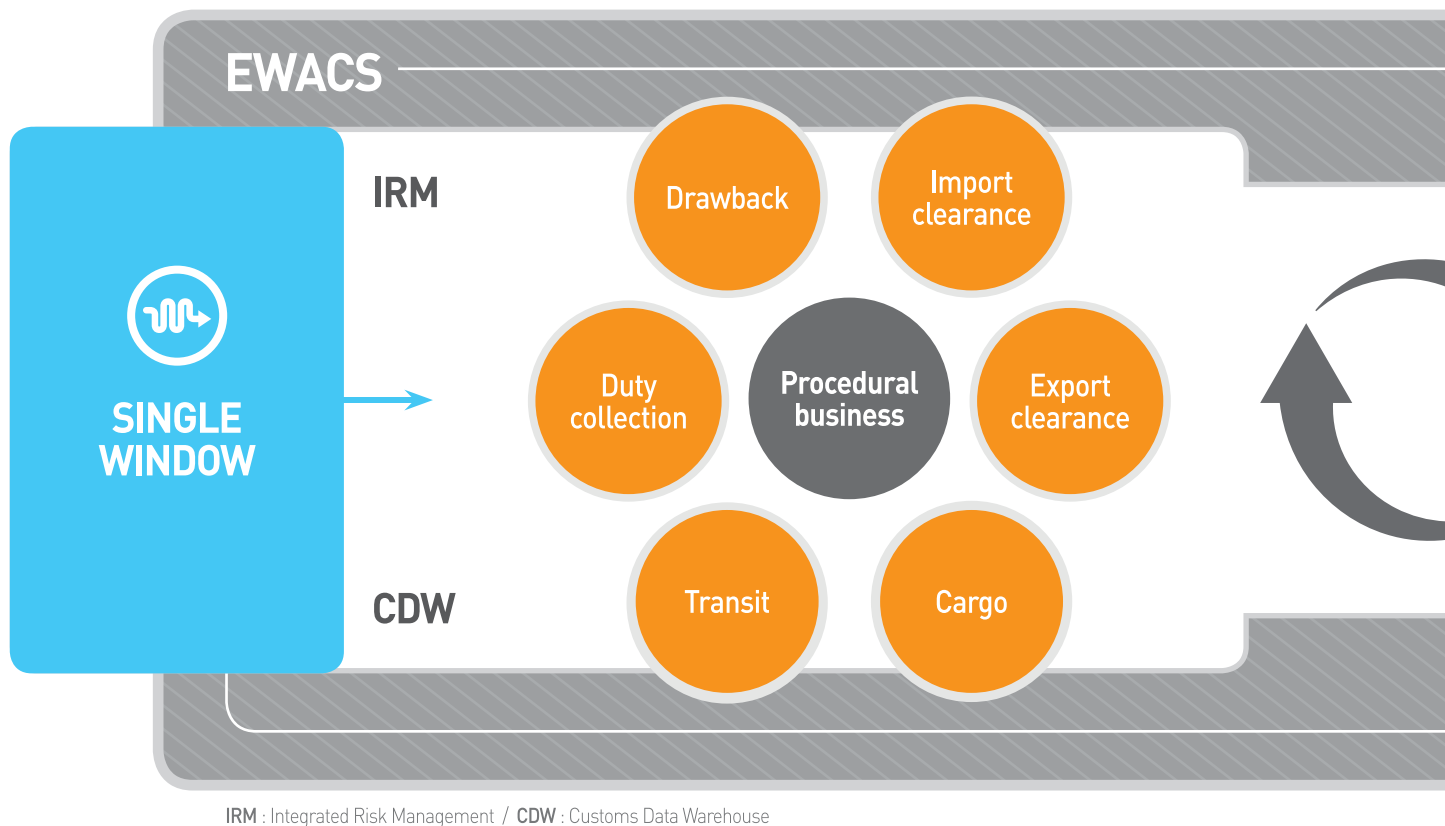 EWACS
IRM
SINGLE
WINDOW
CDW
Drawback
Import
clearance
Duty
collection
Procedural
business
Export
clearance
Transit
Cargo
IRM : Integrated Risk Management / CDW : Customs Data Warehouse